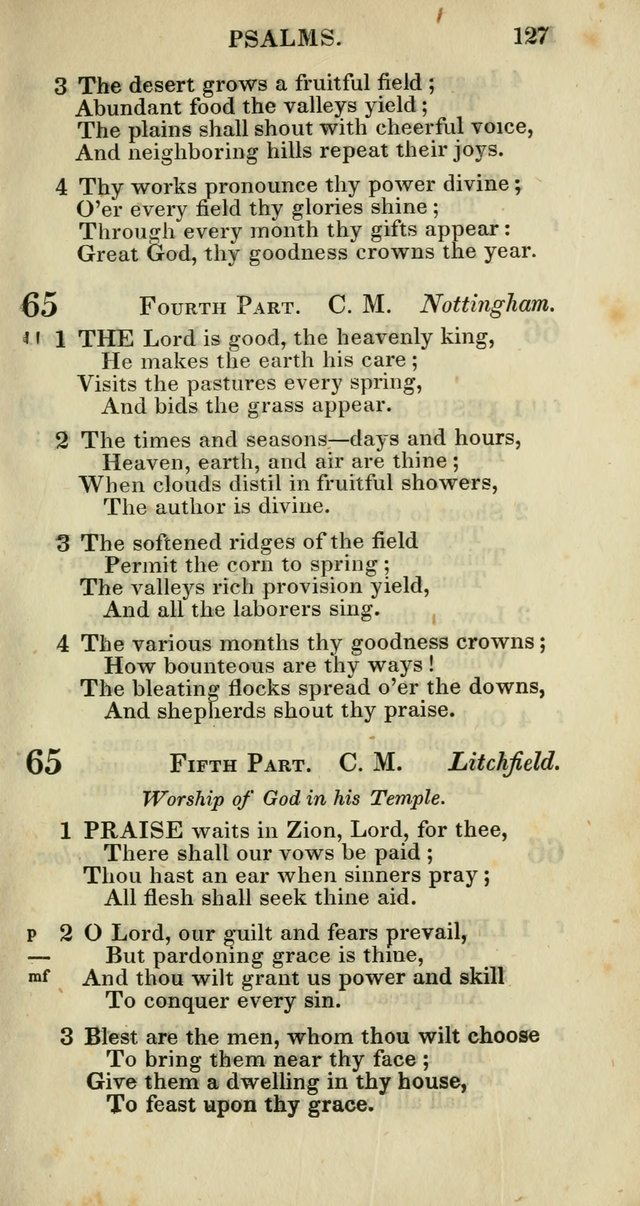 PSALMS. 127
3 The desert grows a fruitful field ;
Abundant food the valleys yield ;
The plains shall shout with cheerful voice,
And neighboring hills repeat their joys.
4 Thy works pronounce thy power divine ;
O'er every field thy glories shine ;
Through every month thy gifts appear :
Great God, thy goodness crowns the year.
65 FOURTH PART. C. M. Nottingham.
1 THE Lord is good, the heavenly king,
He makes the earth his care ;
Visits the pastures every spring,
And bids the grass appear.
2 The times and seasons—days and hours,
Heaven, earth, and air are thine ;
When clouds distil in fruitful showers,
The author is divine.
3 The softened ridges of the field
Permit the corn to spring ;
The valleys rich provision yield,
And all the laborers sing.
4 The various months thy goodness crowns ;
How bounteous are thy ways !
The bleating flocks spread o'er the downs,
And shepherds shout thy praise.
65 FIFTH PART. C. M. Litchfield.
Worship of God in his Temple.
1 PRAISE waits in Zion, Lord, for thee,
There shall our vows be paid ;
Thou hast an ear when sinners pray ;
All flesh shall seek thine aid.
p 2 O Lord, our guilt and fears prevail,
— But pardoning grace is thine,
mf And thou wilt grant us power and skill
To conquer every sin.
3 Blest are the men, whom thou wilt choose
To bring them near thy face ;
Give them a dwelling in thy house,
To feast upon thy grace.